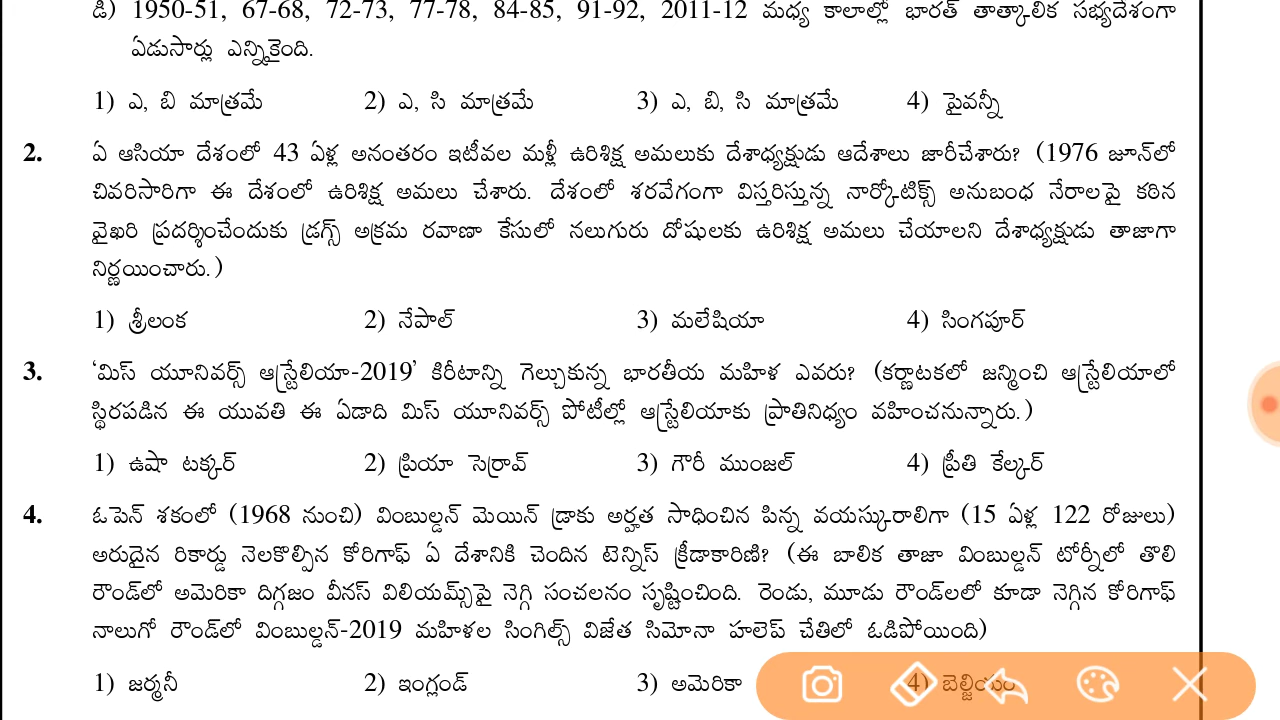 డి) 1950-51, 67-68, 72-73, 77-78, 84-85, 91-92, 2011-12 మధ్య కాలాల్లో భారత్ తాత్కాలిక సభ్యదేశంగా
ఏడుసార్లు ఎన్నికైంది.
1) ఎ, బి మాత్రమే 2) ఎ, సి మాత్రమే 3) ఎ, బి, సి మాత్రమే 4) పైవన్నీ
2. ఏ ఆసియా దేశంలో 43 ఏళ్ల అనంతరం ఇటీవల మళ్లీ ఉరిశిక్ష అమలుకు దేశాధ్యక్షుడు ఆదేశాలు జారీచేశారు? (1976 జూన్‌లో
చివరిసారిగా ఈ దేశంలో ఉరిశిక్ష అమలు చేశారు. దేశంలో శరవేగంగా విస్తరిస్తున్న నార్కోటిక్స్ అనుబంధ నేరాలపై కఠిన
వైఖరి ప్రదర్శించేందుకు డ్రగ్స్ అక్రమ రవాణా కేసులో నలుగురు దోషులకు ఉరిశిక్ష అమలు చేయాలని దేశాధ్యక్షుడు తాజాగా
నిర్ణయించారు.)
1) శ్రీలంక 2) నేపాల్ 3) మలేషియా 4) సింగపూర్
3. ‘మిస్ యూనివర్స్ ఆస్ట్రేలియా-2019’ కిరీటాన్ని గెల్చుకున్న భారతీయ మహిళ ఎవరు? (కర్ణాటకలో జన్మించి ఆస్ట్రేలియాలో
స్థిరపడిన ఈ యువతి ఈ ఏడాది మిస్ యూనివర్స్ పోటీల్లో ఆస్ట్రేలియాకు ప్రాతినిధ్యం వహించనున్నారు.)
1) ఉషా టక్కర్ 2) ప్రియా సెర్రావ్ 3) గౌరీ ముంజల్ 4) ప్రీతి కేల్కర్
4. ఓపెన్ శకంలో (1968 నుంచి) వింబుల్డన్ మెయిన్ డ్రాకు అర్హత సాధించిన పిన్న వయస్కురాలిగా (15 ఏళ్ల 122 రోజులు)
అరుదైన రికార్డు నెలకొల్పిన కోరిగాఫ్ ఏ దేశానికి చెందిన టెన్నిస్ క్రీడాకారిణి? (ఈ బాలిక తాజా వింబుల్డన్ టోర్నీలో తొలి
రౌండ్‌లో అమెరికా దిగ్గజం వీనస్ విలియమ్స్‌పై నెగ్గి సంచలనం సృష్టించింది. రెండు, మూడు రౌండ్‌లలో కూడా నెగ్గిన కోరిగాఫ్
నాలుగో రౌండ్‌లో వింబుల్డన్-2019 మహిళల సింగిల్స్ విజేత సిమోనా హలెప్ చేతిలో ఓడిపోయింది)
1) జర్మనీ 2) ఇంగ్లండ్ 3) అమెరికా 4) బెల్జియం